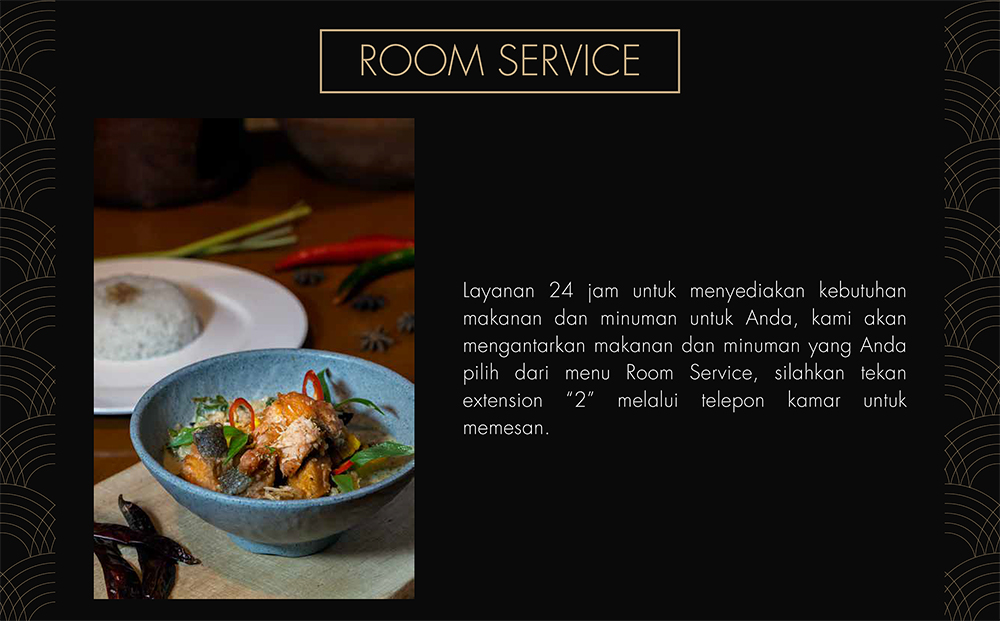 ROOM SERVICE
Layanan 24 jam untuk menyediakan kebutuhan
makanan dan minuman untuk Anda, kami akan
mengantarkan makanan dan minuman yang Anda
pilih dari menu Room Service, silahkan tekan
extension “2” melalui telepon kamar untuk
memesan.